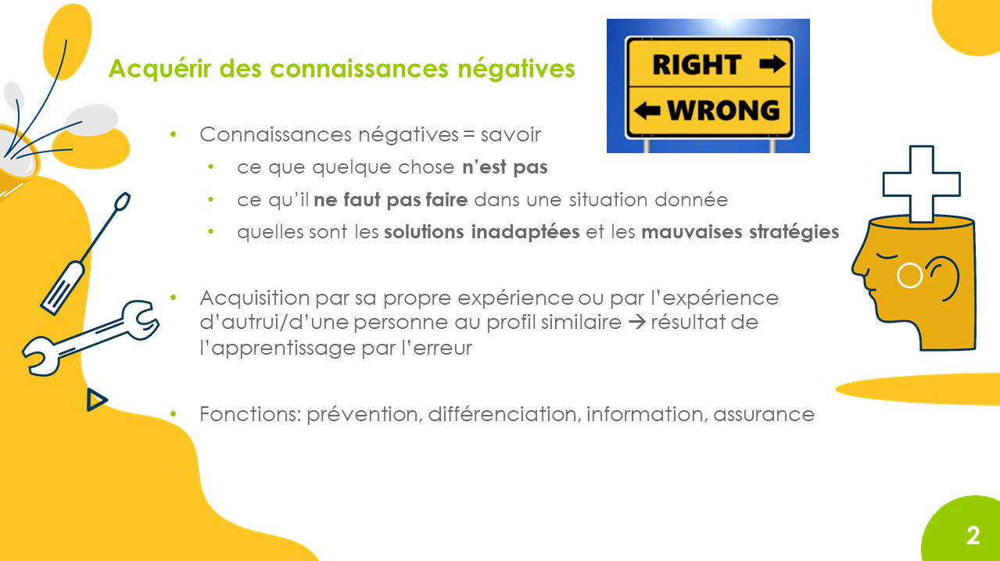 RIGHT →
← WRONG
Acquérir des connaissances négatives
• Connaissances négatives = savoir
• ce que quelque chose n’est pas
• ce qu’il ne faut pas faire dans une situation donnée
• quelles sont les solutions inadaptées et les mauvaises stratégies
• Acquisition par sa propre expérience ou par l’expérience
d’autrui/d’une personne au profil similaire → résultat de
l’apprentissage par l’erreur
• Fonctions: prévention, différenciation, information, assurance
2